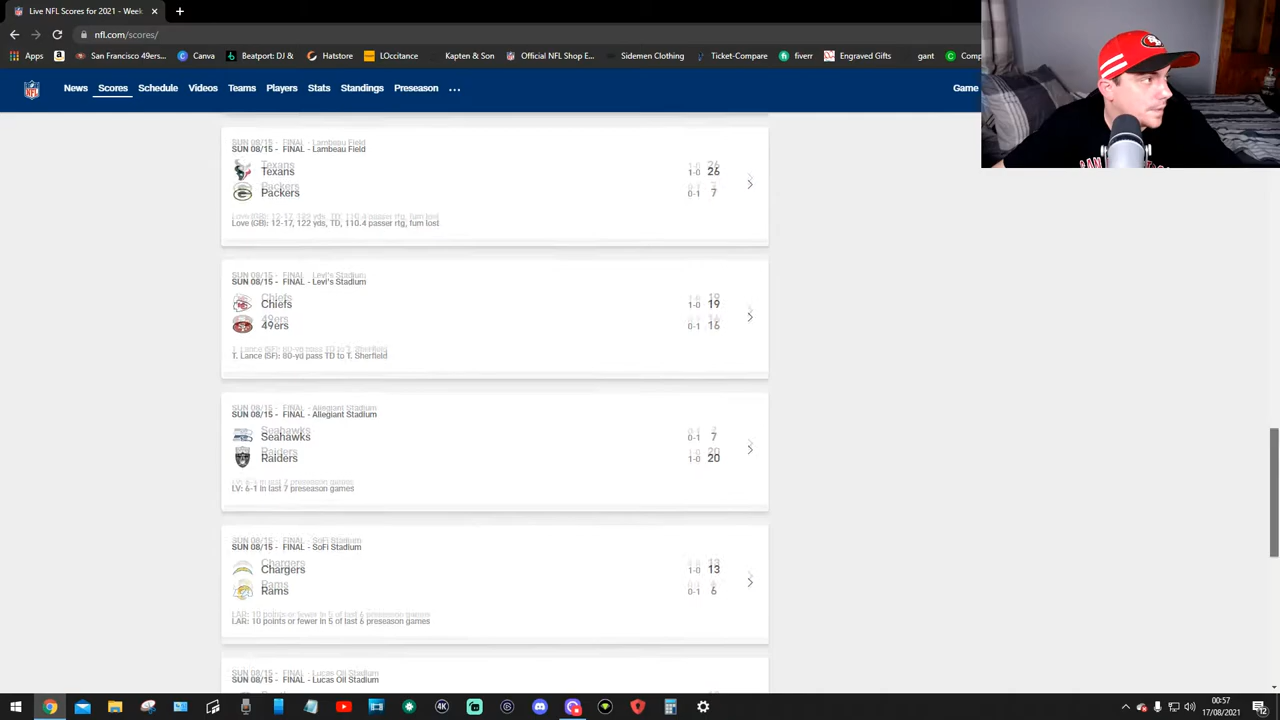 Live NFL Scores for 2021 - Week
nfl.com/scores/
Apps
San Francisco 49ers...
Canva
Beatport: DJ &
Hatstore
LOccitance
Kapten & Son
Official NFL Shop E...
Sidemen Clothing
Ticket-Compare
fiverr
Engraved Gifts
gant
Comp
NFL
News
Scores
Schedule
Videos
Teams
Players
Stats
Standings
Preseason
...
Game
SUN 08/15 - FINAL - Lambeau Field
Texans 1-0 26
Packers 0-1 7
Love (GB): 12-17, 122 yds, TD, 110.4 passer rtg, fum lost
SUN 08/15 - FINAL - Levi's Stadium
Chiefs 1-0 19
49ers 0-1 16
T. Lance (SF): 80-yd pass TD to T. Sherfield
SUN 08/15 - FINAL - Allegiant Stadium
Seahawks 0-1 7
Raiders 1-0 20
LV: 6-1 in last 7 preseason games
SUN 08/15 - FINAL - SoFi Stadium
Chargers 1-0 13
Rams 0-1 6
LAR: 10 points or fewer in 5 of last 6 preseason games
SUN 08/15 - FINAL - Lucas Oil Stadium
4K
00:57
17/08/2021
12